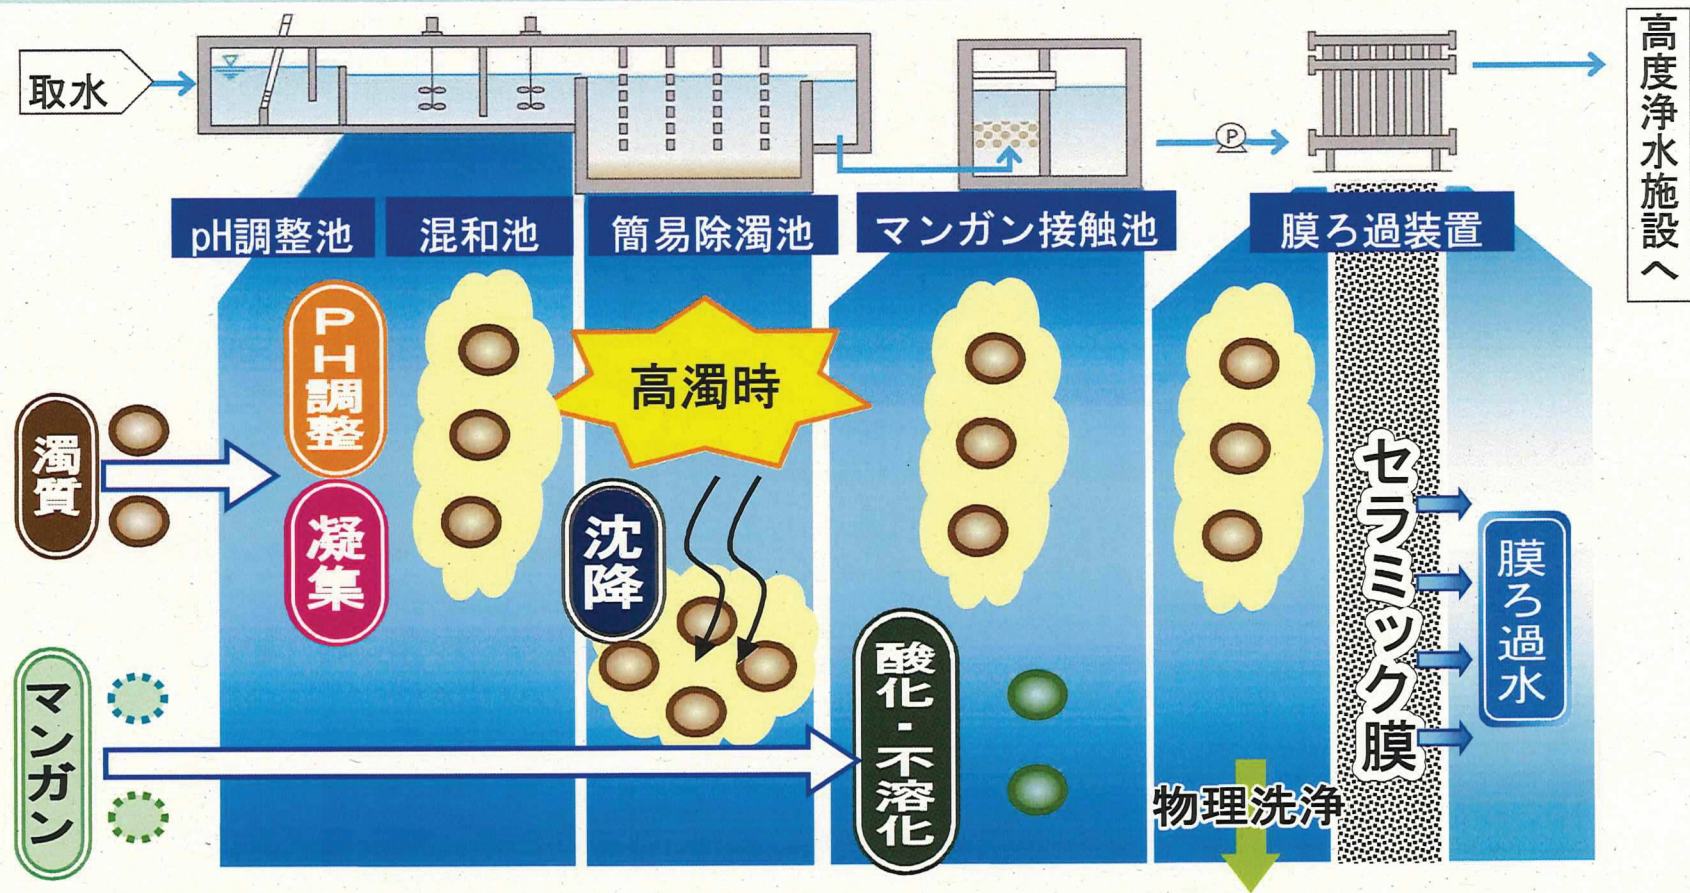 取水
P
高度浄水施設へ
pH調整池
混和池
簡易除濁池
マンガン接触池
膜ろ過装置
PH調整
高濁時
濁質
凝集
沈降
セラミック膜
膜ろ過水
マンガン
酸化・不溶化
物理洗浄